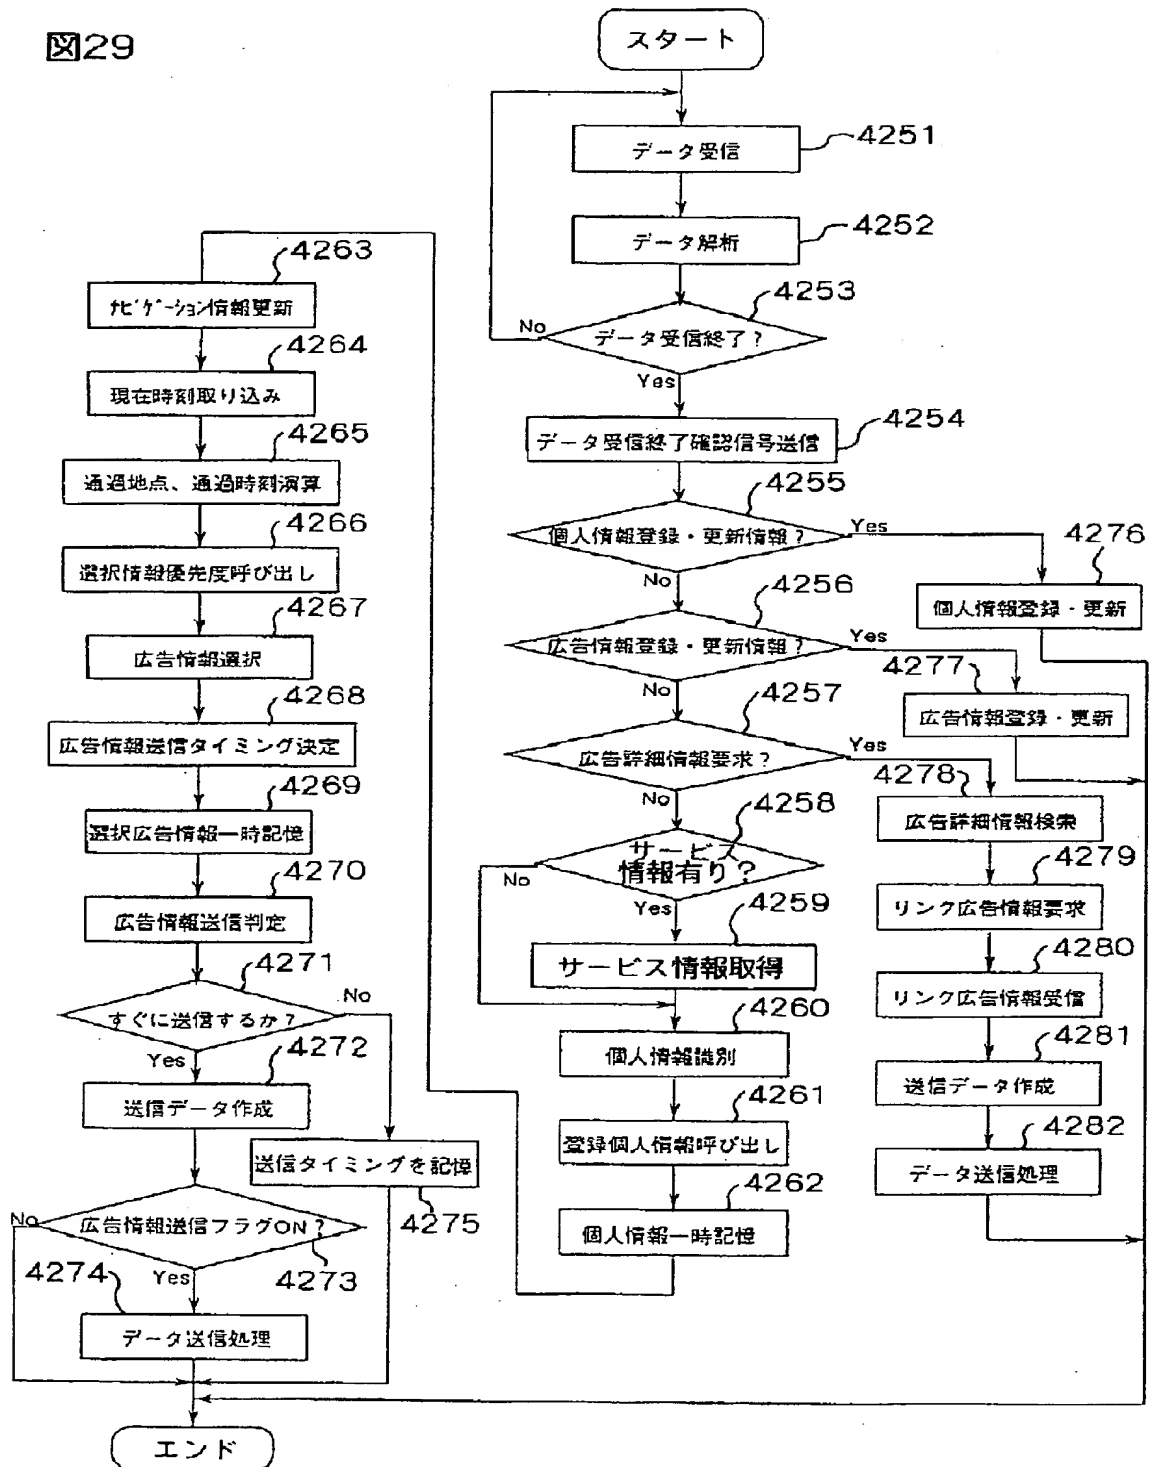 図29
スタート
データ受信
4251
データ解析
4252
データ受信終了?
4253
No
Yes
データ受信終了確認信号送信
4254
個人情報登録・更新情報?
4255
Yes
No
個人情報登録・更新
4276
広告情報登録・更新情報?
4256
Yes
No
広告情報登録・更新
4277
広告詳細情報要求?
4257
Yes
No
広告詳細情報検索
4278
リンク広告情報要求
4279
リンク広告情報受信
4280
送信データ作成
4281
データ送信処理
4282
サービス
情報有り?
4258
No
Yes
サービス情報取得
4259
個人情報識別
4260
登録個人情報呼び出し
4261
個人情報一時記憶
4262
ナビゲーション情報更新
4263
現在時刻取り込み
4264
通過地点、通過時刻演算
4265
選択情報優先度呼び出し
4266
広告情報選択
4267
広告情報送信タイミング決定
4268
選択広告情報一時記憶
4269
広告情報送信判定
4270
すぐに送信するか?
4271
No
Yes
送信データ作成
4272
送信タイミングを記憶
4275
広告情報送信フラグON?
4273
No
Yes
データ送信処理
4274
エンド